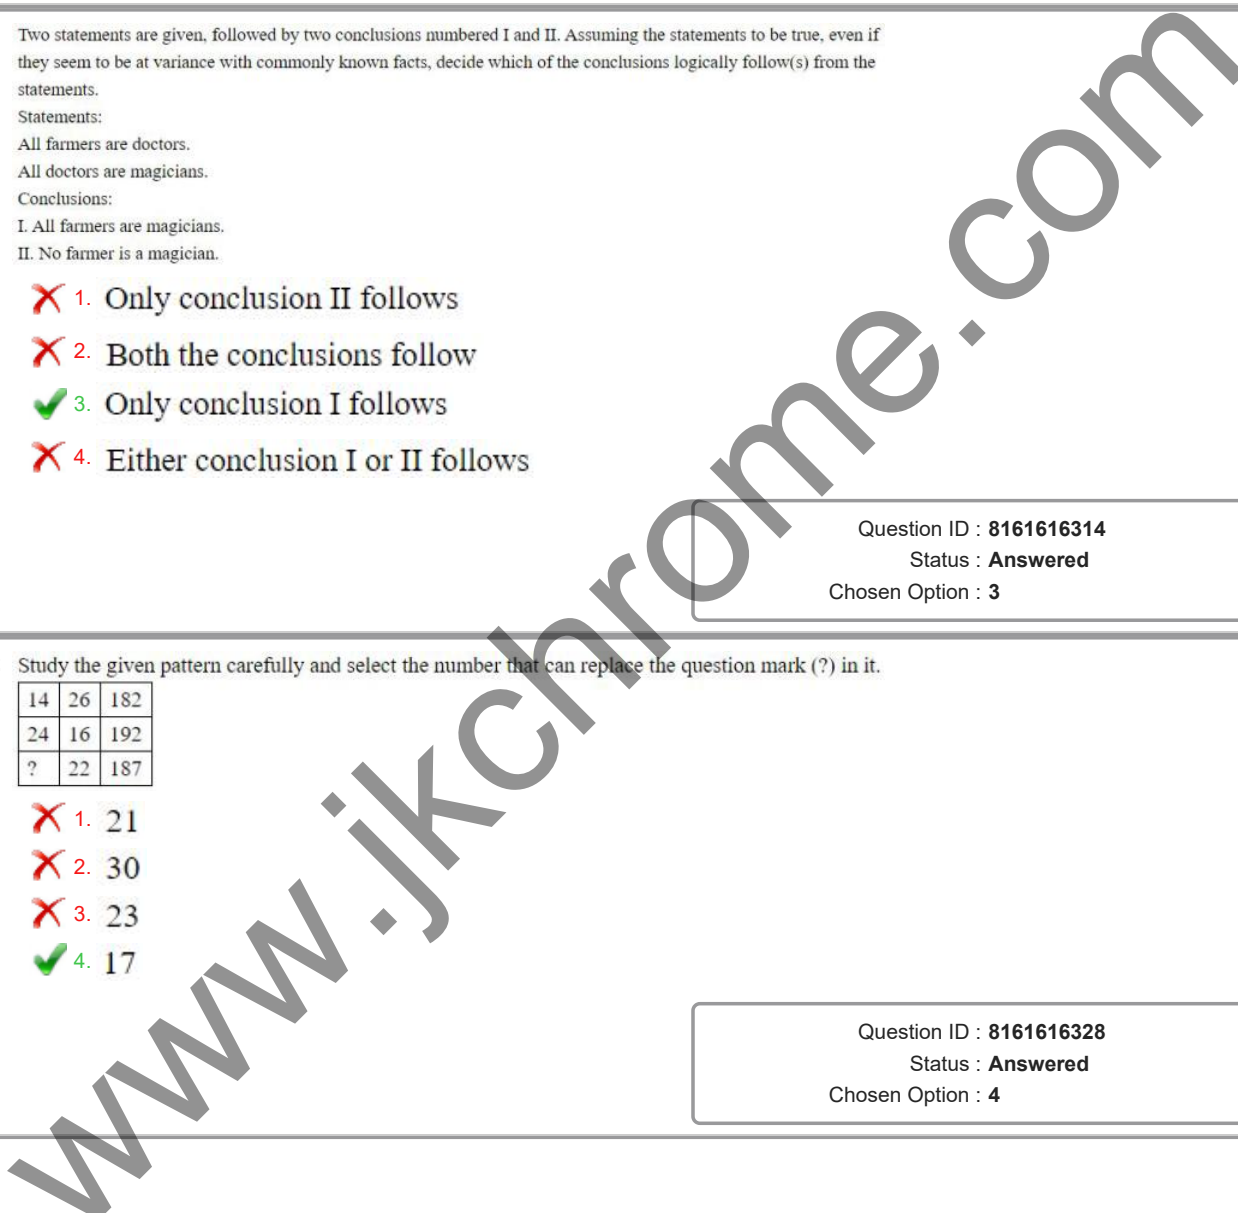 Two statements are given, followed by two conclusions numbered I and II. Assuming the statements to be true, even if
they seem to be at variance with commonly known facts, decide which of the conclusions logically follow(s) from the
statements.
Statements:
All farmers are doctors.
All doctors are magicians.
Conclusions:
I. All farmers are magicians.
II. No farmer is a magician.
1. Only conclusion II follows
2. Both the conclusions follow
3. Only conclusion I follows
4. Either conclusion I or II follows
Question ID : 8161616314
Status : Answered
Chosen Option : 3
Study the given pattern carefully and select the number that can replace the question mark (?) in it.
14 26 182
24 16 192
? 22 187
1. 21
2. 30
3. 23
4. 17
Question ID : 8161616328
Status : Answered
Chosen Option : 4
www.jkchrome.com